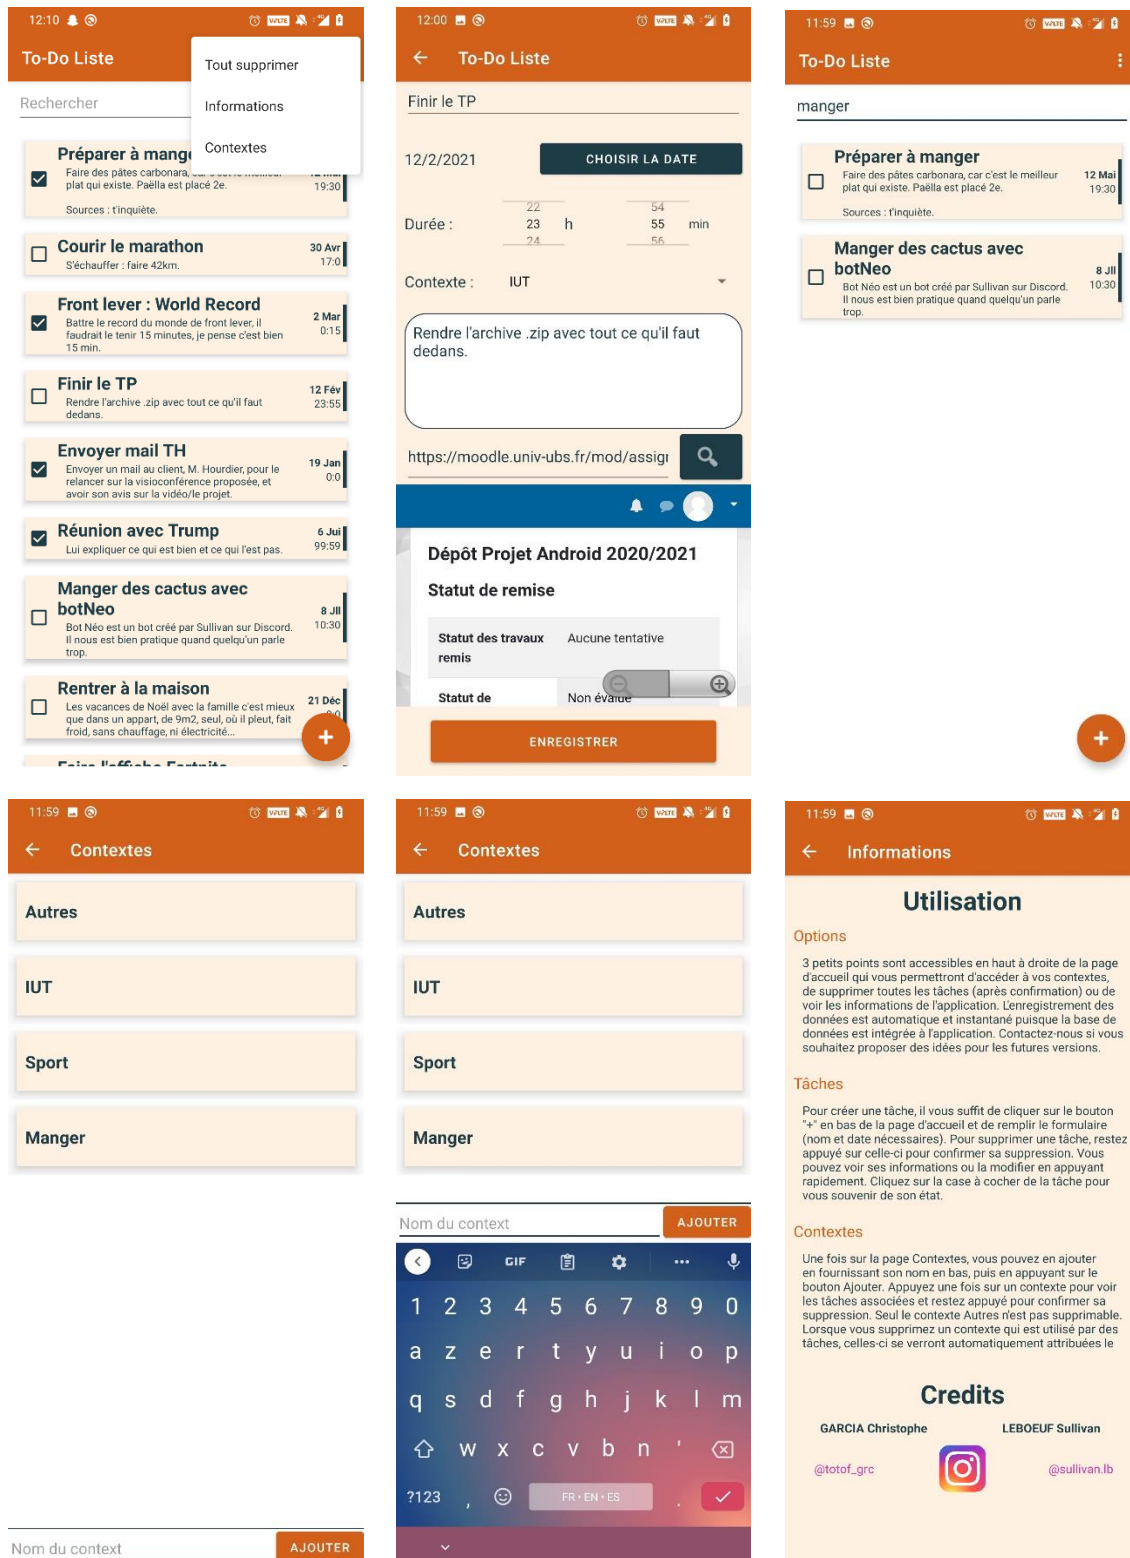 12:10
VoLTE
To-Do Liste
Tout supprimer
Informations
Contextes
Rechercher
Préparer à mange
Faire des pâtes carbonara, car c'est le meilleur
plat qui existe. Paëlla est placé 2e.
Sources : t'inquiète.
12 Mai
19:30
Courir le marathon
S'échauffer : faire 42km.
30 Avr
17:0
Front lever : World Record
Battre le record du monde de front lever, il
faudrait le tenir 15 minutes, je pense c'est bien
15 min.
2 Mar
0:15
Finir le TP
Rendre l'archive .zip avec tout ce qu'il faut
dedans.
12 Fév
23:55
Envoyer mail TH
Envoyer un mail au client, M. Hourdier, pour le
relancer sur la visioconférence proposée, et
avoir son avis sur la vidéo/le projet.
19 Jan
0:0
Réunion avec Trump
Lui expliquer ce qui est bien et ce qui l'est pas.
6 Jui
99:59
Manger des cactus avec
botNeo
Bot Néo est un bot créé par Sullivan sur Discord.
Il nous est bien pratique quand quelqu'un parle
trop.
8 JII
10:30
Rentrer à la maison
Les vacances de Noël avec la famille c'est mieux
que dans un appart, de 9m2, seul, où il pleut, fait
froid, sans chauffage, ni électricité...
21 Déc
+
Faire l'affiche Fortnite
12:00
VoLTE
To-Do Liste
Finir le TP
12/2/2021
CHOISIR LA DATE
Durée :
22
23 h
24
54
55 min
56
Contexte : IUT
Rendre l'archive .zip avec tout ce qu'il faut
dedans.
https://moodle.univ-ubs.fr/mod/assigr
Dépôt Projet Android 2020/2021
Statut de remise
Statut des travaux
remis
Aucune tentative
Statut de
Non évalué
ENREGISTRER
11:59
VoLTE
To-Do Liste
manger
Préparer à manger
Faire des pâtes carbonara, car c'est le meilleur
plat qui existe. Paëlla est placé 2e.
Sources : t'inquiète.
12 Mai
19:30
Manger des cactus avec
botNeo
Bot Néo est un bot créé par Sullivan sur Discord.
Il nous est bien pratique quand quelqu'un parle
trop.
8 JII
10:30
+
11:59
VoLTE
Contextes
Autres
IUT
Sport
Manger
Nom du context
AJOUTER
11:59
VoLTE
Contextes
Autres
IUT
Sport
Manger
Nom du context
AJOUTER
GIF
1 2 3 4 5 6 7 8 9 0
a z e r t y u i o p
q s d f g h j k l m
w x c v b n '
?123 , FR • EN • ES .
11:59
VoLTE
Informations
Utilisation
Options
3 petits points sont accessibles en haut à droite de la page
d'accueil qui vous permettront d'accéder à vos contextes,
de supprimer toutes les tâches (après confirmation) ou de
voir les informations de l'application. L'enregistrement des
données est automatique et instantané puisque la base de
données est intégrée à l'application. Contactez-nous si vous
souhaitez proposer des idées pour les futures versions.
Tâches
Pour créer une tâche, il vous suffit de cliquer sur le bouton
"+" en bas de la page d'accueil et de remplir le formulaire
(nom et date nécessaires). Pour supprimer une tâche, restez
appuyé sur celle-ci pour confirmer sa suppression. Vous
pouvez voir ses informations ou la modifier en appuyant
rapidement. Cliquez sur la case à cocher de la tâche pour
vous souvenir de son état.
Contextes
Une fois sur la page Contextes, vous pouvez en ajouter
en fournissant son nom en bas, puis en appuyant sur le
bouton Ajouter. Appuyez une fois sur un contexte pour voir
les tâches associées et restez appuyé pour confirmer sa
suppression. Seul le contexte Autres n'est pas supprimable.
Lorsque vous supprimez un contexte qui est utilisé par des
tâches, celles-ci se verront automatiquement attribuées le
Credits
GARCIA Christophe
LEBOEUF Sullivan
@totof_grc
@sullivan.lb